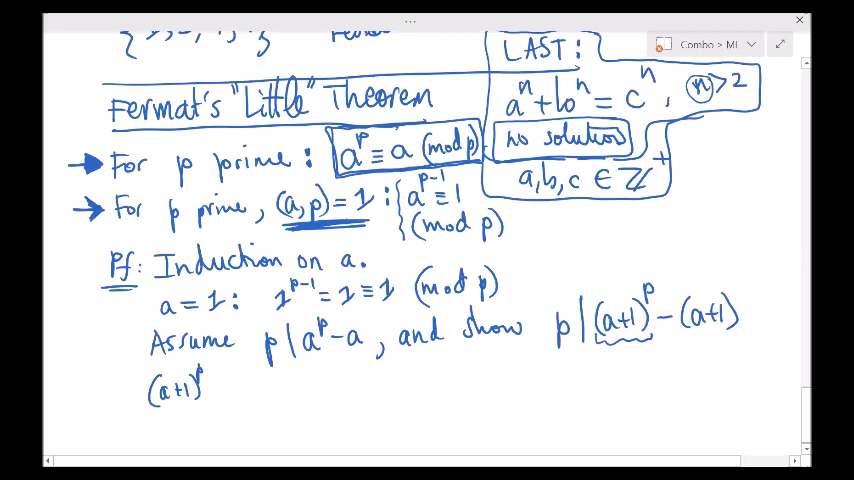 Combo > MI
LAST:
a^n + b^n = c^n, n > 2
no solutions
a, b, c ∈ ℤ^+
Fermat's "Little" Theorem
→ For p prime: a^p ≡ a (mod p)
→ For p prime, (a, p) = 1: { a^{p-1} ≡ 1
(mod p)
Pf: Induction on a.
a = 1: 1^{p-1} = 1 ≡ 1 (mod p)
Assume p | a^p - a, and show p | (a+1)^p - (a+1)
(a+1)^p